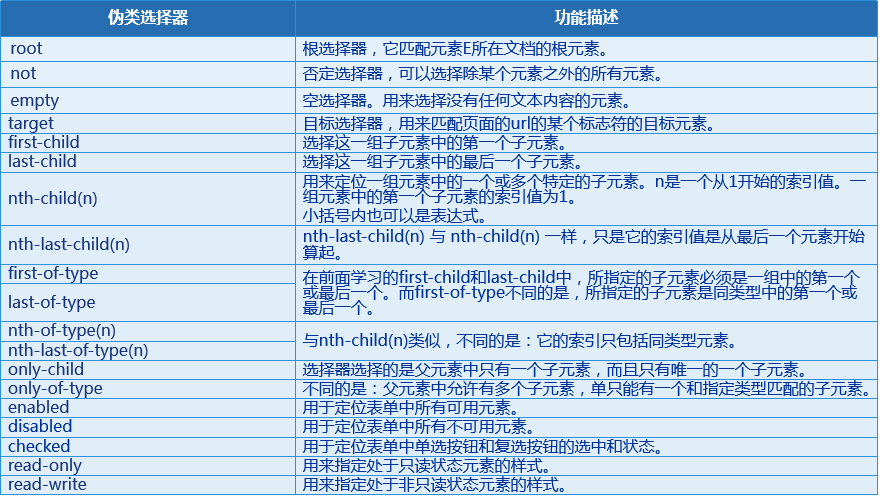 伪类选择器 功能描述
root 根选择器，它匹配元素E所在文档的根元素。
not 否定选择器，可以选择除某个元素之外的所有元素。
empty 空选择器。用来选择没有任何文本内容的元素。
target 目标选择器，用来匹配页面的url的某个标志符的目标元素。
first-child 选择这一组子元素中的第一个子元素。
last-child 选择这一组子元素中的最后一个子元素。
nth-child(n) 用来定位一组元素中的一个或多个特定的子元素。n是一个从1开始的索引值。一
组元素中的第一个子元素的索引值为1。
小括号内也可以是表达式。
nth-last-child(n) nth-last-child(n) 与 nth-child(n) 一样，只是它的索引值是从最后一个元素开始
算起。
first-of-type
last-of-type
在前面学习的first-child和last-child中，所指定的子元素必须是一组中的第一个
或最后一个。而first-of-type不同的是，所指定的子元素是同类型中的第一个或
最后一个。
nth-of-type(n)
nth-last-of-type(n)
与nth-child(n)类似，不同的是：它的索引只包括同类型元素。
only-child 选择器选择的是父元素中只有一个子元素，而且只有唯一的一个子元素。
only-of-type 不同的是：父元素中允许有多个子元素，单只能有一个和指定类型匹配的子元素。
enabled 用于定位表单中所有可用元素。
disabled 用于定位表单中所有不可用元素。
checked 用于定位表单中单选按钮和复选按钮的选中和状态。
read-only 用来指定处于只读状态元素的样式。
read-write 用来指定处于非只读状态元素的样式。